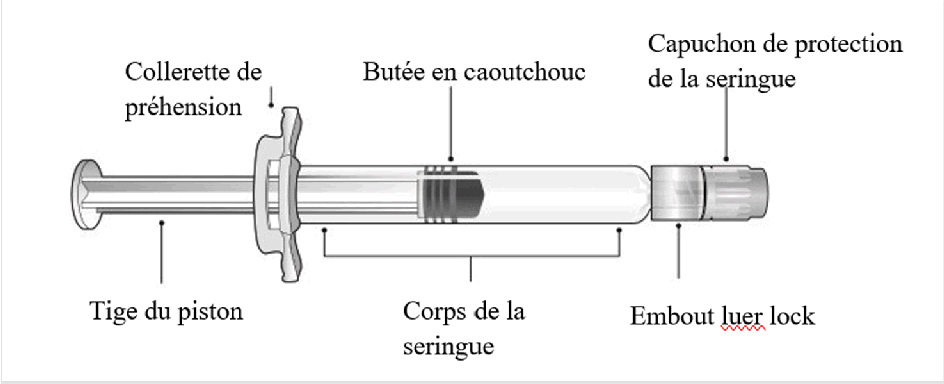 Collerette de
préhension
Butée en caoutchouc
Capuchon de protection
de la seringue
Tige du piston
Corps de la
seringue
Embout luer lock